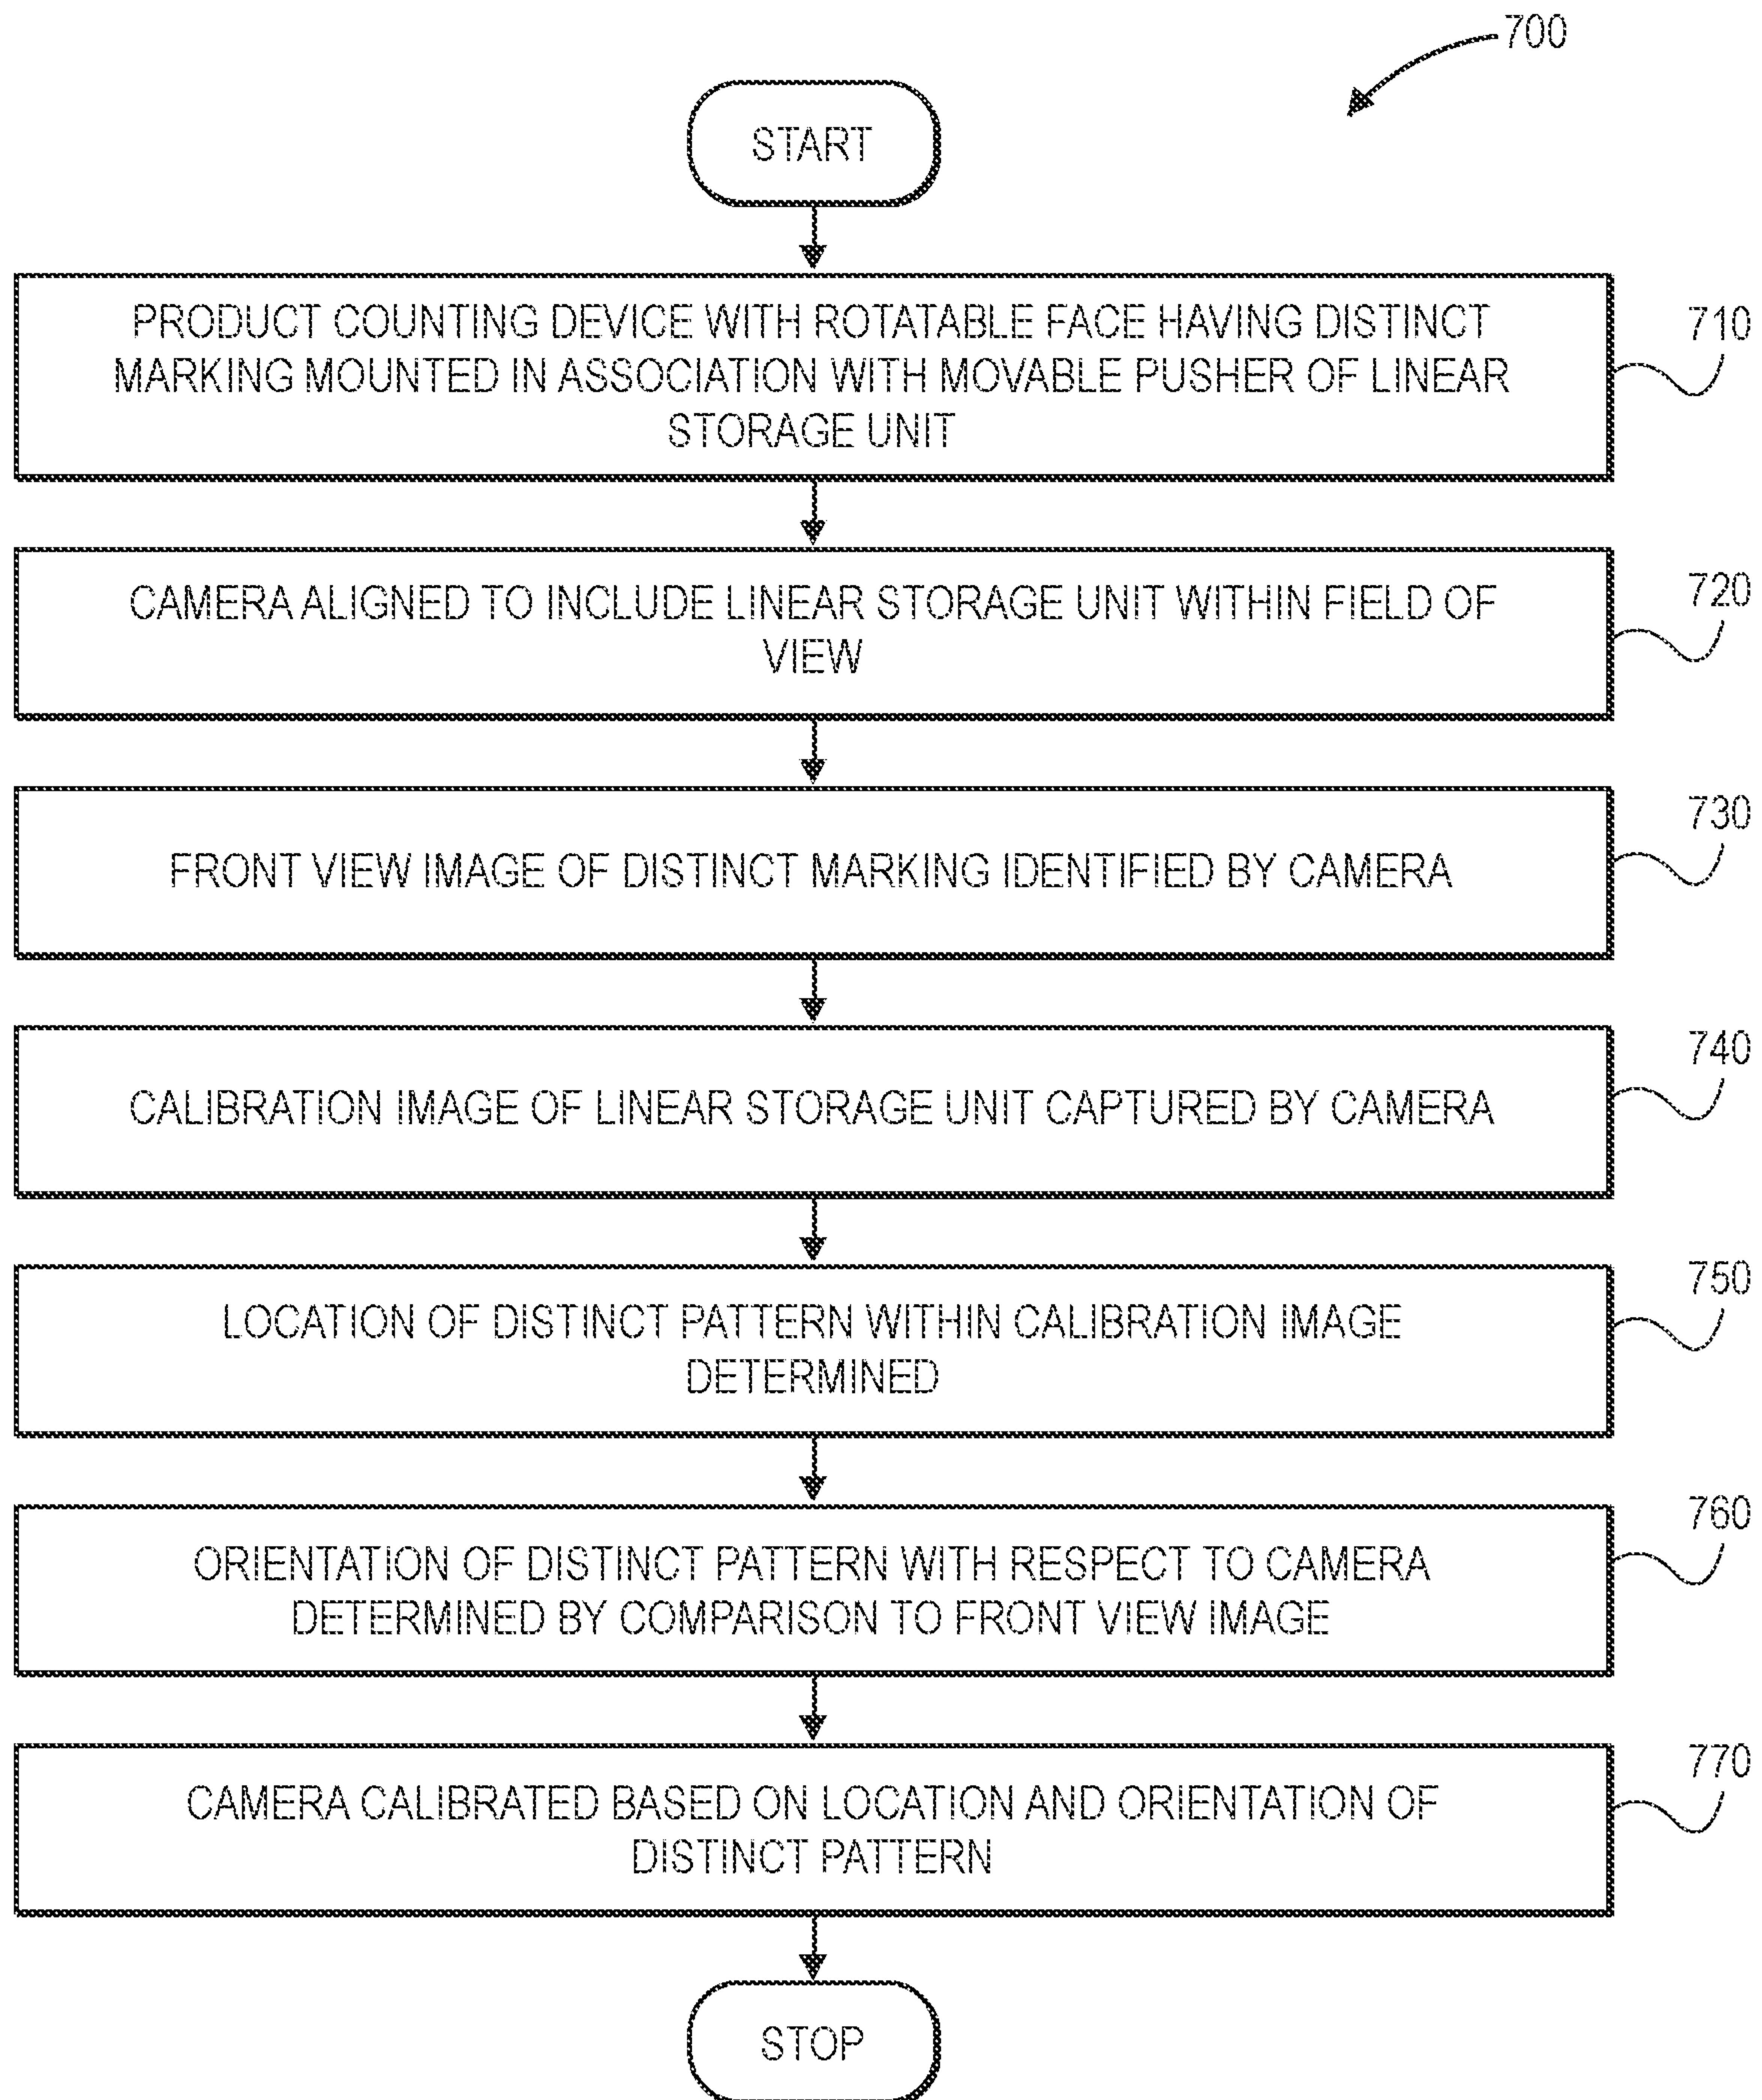 700
START
PRODUCT COUNTING DEVICE WITH ROTATABLE FACE HAVING DISTINCT
MARKING MOUNTED IN ASSOCIATION WITH MOVABLE PUSHER OF LINEAR
STORAGE UNIT
710
CAMERA ALIGNED TO INCLUDE LINEAR STORAGE UNIT WITHIN FIELD OF
VIEW
720
FRONT VIEW IMAGE OF DISTINCT MARKING IDENTIFIED BY CAMERA
730
CALIBRATION IMAGE OF LINEAR STORAGE UNIT CAPTURED BY CAMERA
740
LOCATION OF DISTINCT PATTERN WITHIN CALIBRATION IMAGE
DETERMINED
750
ORIENTATION OF DISTINCT PATTERN WITH RESPECT TO CAMERA
DETERMINED BY COMPARISON TO FRONT VIEW IMAGE
760
CAMERA CALIBRATED BASED ON LOCATION AND ORIENTATION OF
DISTINCT PATTERN
770
STOP